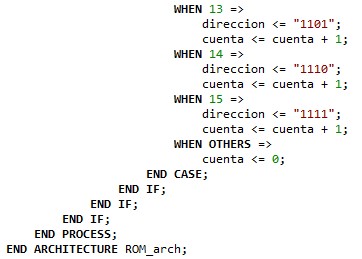 WHEN 13 =>
direccion <= "1101";
cuenta <= cuenta + 1;
WHEN 14 =>
direccion <= "1110";
cuenta <= cuenta + 1;
WHEN 15 =>
direccion <= "1111";
cuenta <= cuenta + 1;
WHEN OTHERS =>
cuenta <= 0;
END CASE;
END IF;
END IF;
END IF;
END PROCESS;
END ARCHITECTURE ROM_arch;